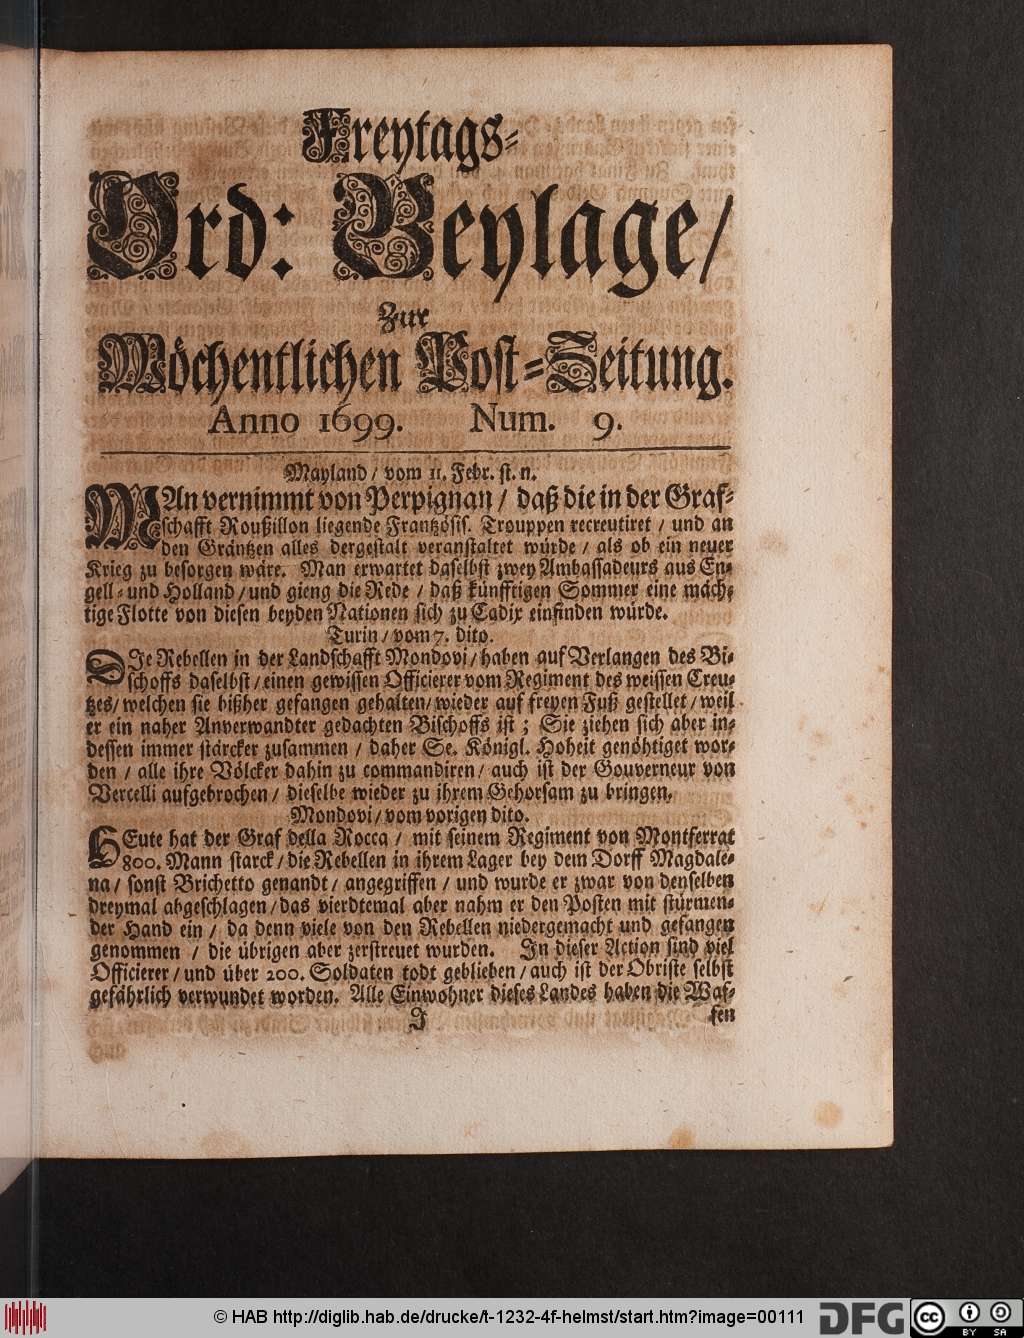 Freytags-
Ord: Beylage/
Zur
Wöchentlichen Post-Zeitung.
Anno 1699. Num. 9.
Mayland/ vom 11. Febr. st. n.
MAn vernimmt von Perpignan/ daß die in der Graf-
schafft Roußillon liegende Frantzösis. Trouppen recreutiret/ und an
den Gräntzen alles dergestalt veranstaltet würde/ als ob ein neuer
Krieg zu besorgen wäre. Man erwartet daselbst zwey Ambassadeurs aus En-
gell- und Holland/ und gieng die Rede/ daß künfftigen Sommer eine mäch-
tige Flotte von diesen beyden Nationen sich zu Cadix einfinden würde.
Turin/ vom 7. dito.
DIe Rebellen in der Landschafft Mondovi/ haben auf Verlangen des Bi-
schoffs daselbst/ einen gewissen Officierer vom Regiment des weissen Creu-
tzes/ welchen sie bißher gefangen gehalten/ wieder auf freyen Fuß gestellet/ weil
er ein naher Anverwandter gedachten Bischoffs ist; Sie ziehen sich aber in-
dessen immer stärcker zusammen/ daher Se. Königl. Hoheit genöhtiget wor-
den/ alle ihre Völcker dahin zu commandiren/ auch ist der Gouverneur von
Vercelli aufgebrochen/ dieselbe wieder zu ihrem Gehorsam zu bringen.
Mondovi/ vom vorigen dito.
HEute hat der Graf della Rocca/ mit seinem Regiment von Montferrat
800. Mann starck/ die Rebellen in ihrem Lager bey dem Dorff Magdale-
na/ sonst Brichetto genandt/ angegriffen/ und wurde er zwar von denselben
dreymal abgeschlagen/ das vierdtemal aber nahm er den Posten mit stürmen-
der Hand ein/ da denn viele von den Rebellen niedergemacht und gefangen
genommen/ die übrigen aber zerstreuet wurden. In dieser Action sind viel
Officierer/ und über 200. Soldaten todt geblieben/ auch ist der Obriste selbst
gefährlich verwundet worden. Alle Einwohner dieses Landes haben die Waf-
J fen
© HAB http://diglib.hab.de/drucke/t-1232-4f-helmst/start.htm?image=00111 DFG cc BY SA